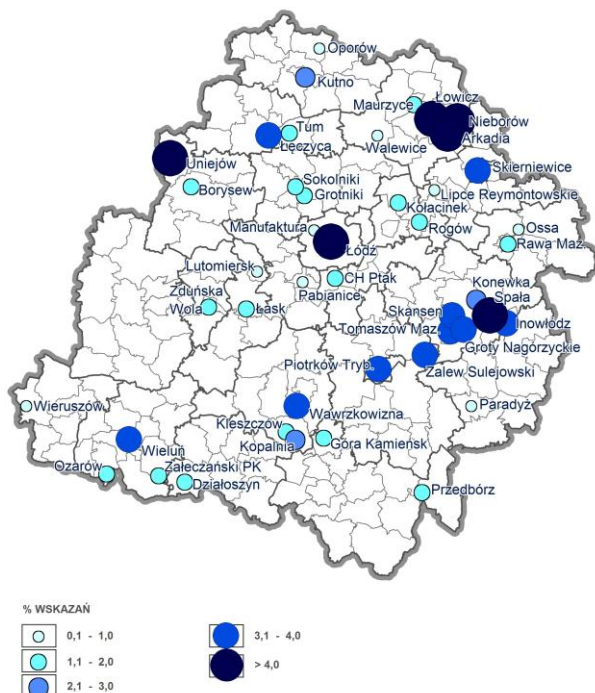 Oporów
Kutno
Maurzyce
Łowicz
Nieborów
Arkadia
Tum
Łęczyca
Walewice
Uniejów
Skierniewice
Borysew
Sokolniki
Grotniki
Lipce Reymontowskie
Kołacinek
Rogów
Manufaktura
Ossa
Rawa Maz.
Łódź
Lutomiersk
CH Ptak
Pabianice
Zduńska
Wola
Łask
Konewka
Spała
Skansen
Inowłódz
Tomaszów Maz.
Groty Nagórzyckie
Piotrków Tryb.
Zalew Sulejowski
Wieruszów
Wawrzkowizna
Paradyż
Kleszczów
Wieluń
Kopalnia
Góra Kamieńsk
Ożarów
Załęczański PK
Działoszyn
Przedbórz
% WSKAZAŃ
0,1 - 1,0
1,1 - 2,0
2,1 - 3,0
3,1 - 4,0
> 4,0